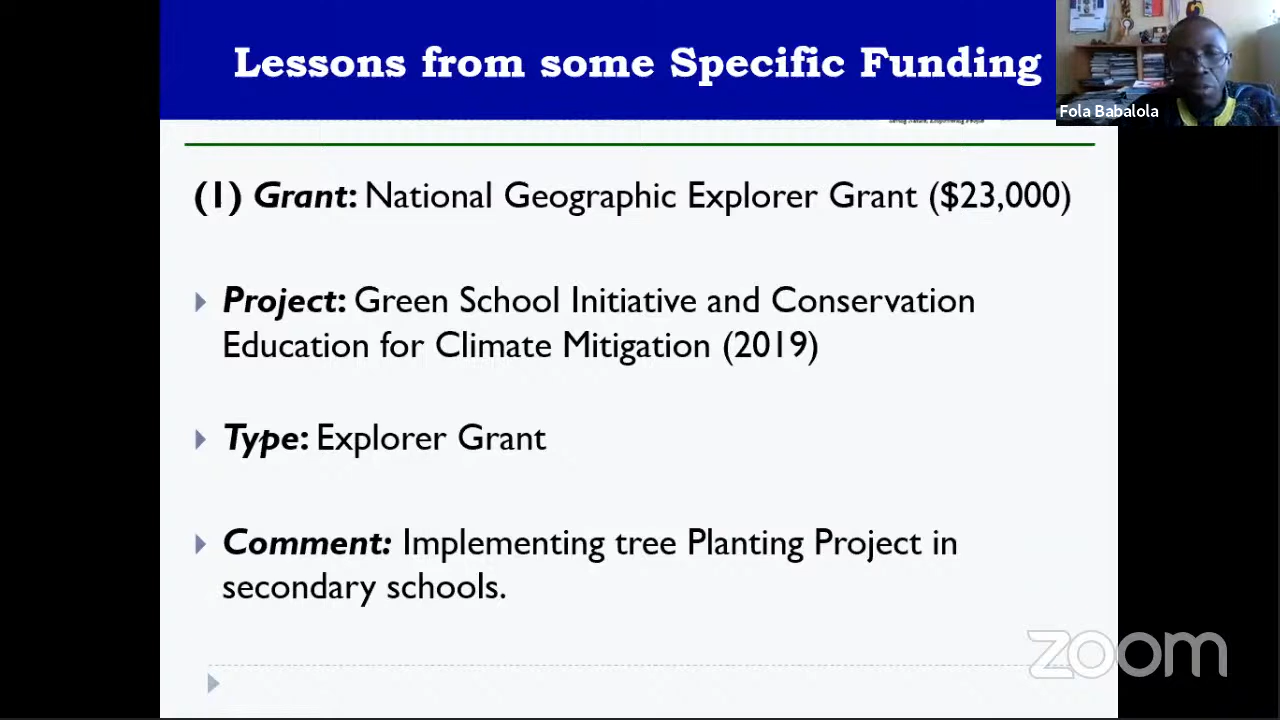 Lessons from some Specific Funding
Fola Babalola
(1) Grant: National Geographic Explorer Grant ($23,000)
Project: Green School Initiative and Conservation
Education for Climate Mitigation (2019)
Type: Explorer Grant
Comment: Implementing tree Planting Project in
secondary schools.
zoom